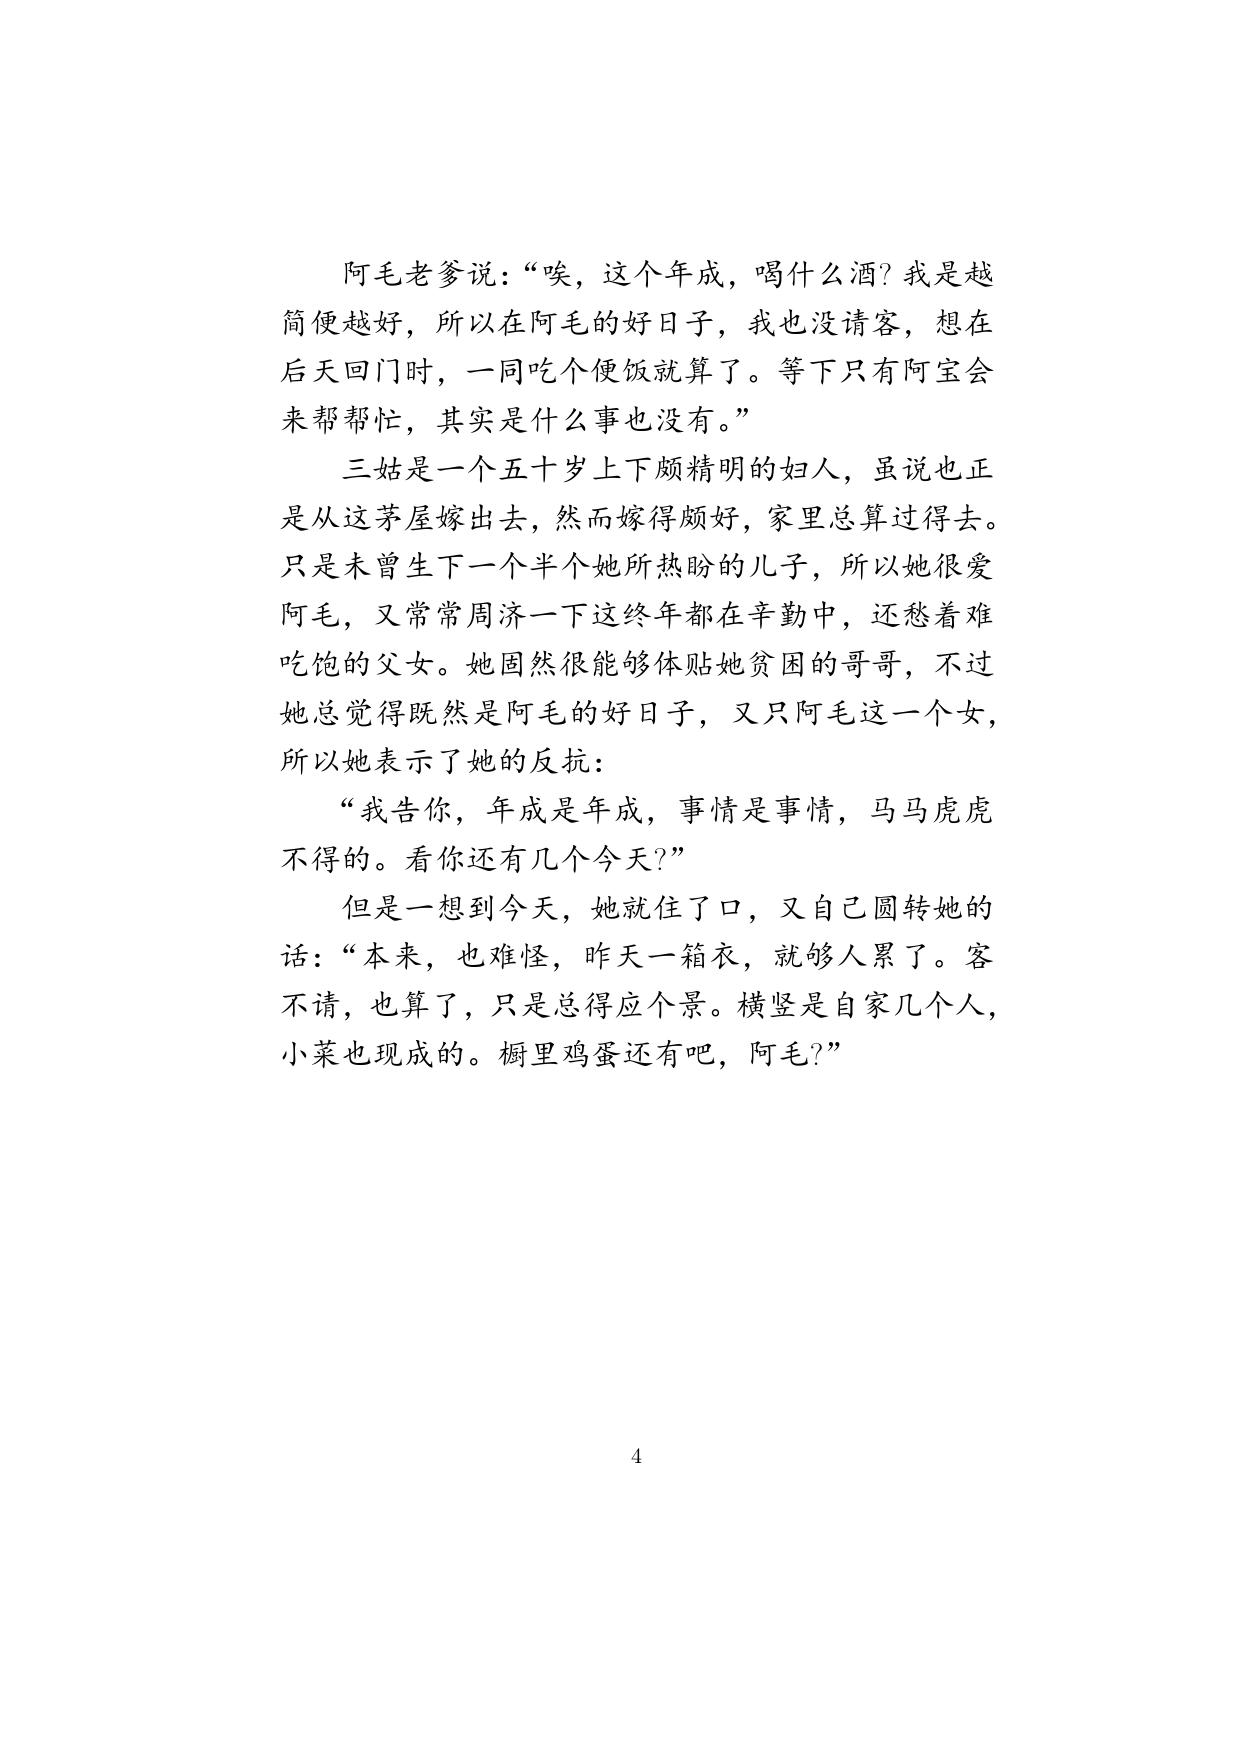 阿毛老爹说：“唉，这个年成，喝什么酒？我是越
简便越好，所以在阿毛的好日子，我也没请客，想在
后天回门时，一同吃个便饭就算了。等下只有阿宝会
来帮帮忙，其实是什么事也没有。”
三姑是一个五十岁上下颇精明的妇人，虽说也正
是从这茅屋嫁出去，然而嫁得颇好，家里总算过得去。
只是未曾生下一个半个她所热盼的儿子，所以她很爱
阿毛，又常常周济一下这终年都在辛勤中，还愁着难
吃饱的父女。她固然很能够体贴她贫困的哥哥，不过
她总觉得既然是阿毛的好日子，又只阿毛这一个女，
所以她表示了她的反抗：
“我告你，年成是年成，事情是事情，马马虎虎
不得的。看你还有几个今天？”
但是一想到今天，她就住了口，又自己圆转她的
话：“本来，也难怪，昨天一箱衣，就够人累了。客
不请，也算了，只是总得应个景。横竖是自家几个人，
小菜也现成的。橱里鸡蛋还有吧，阿毛？”
4